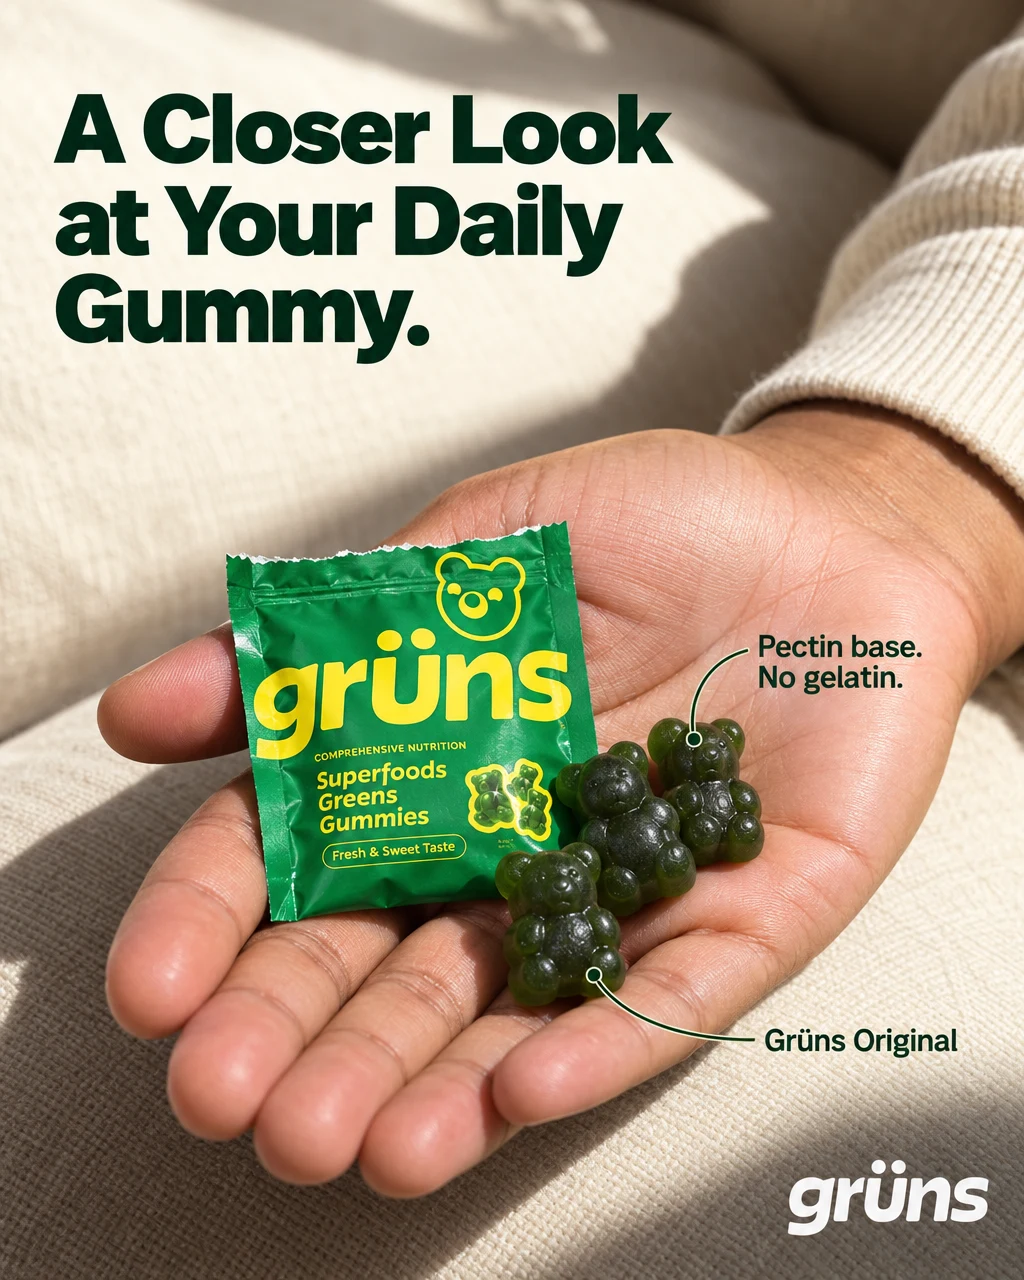 A Closer Look
at Your Daily
Gummy.
grüns
COMPREHENSIVE NUTRITION
Superfoods
Greens
Gummies
Fresh & Sweet Taste
Pectin base.
No gelatin.
Grüns Original
grüns